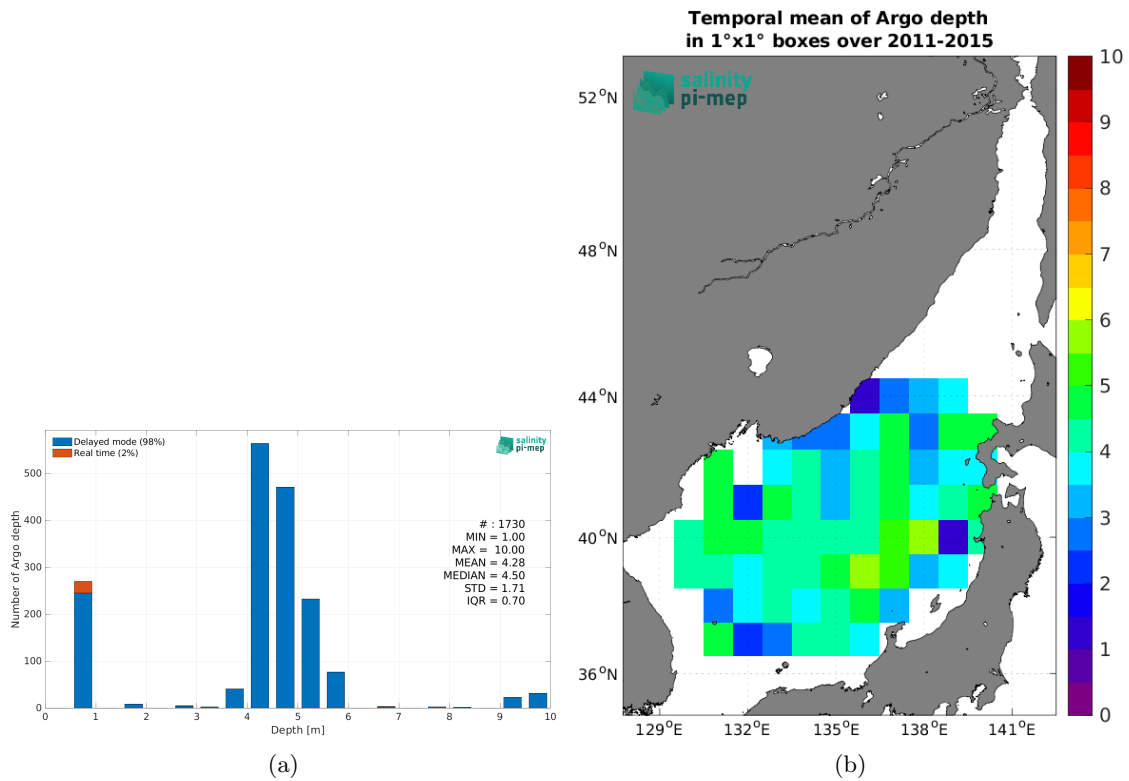 Temporal mean of Argo depth
in 1°x1° boxes over 2011-2015
salinity
pi-mep
52°N
48°N
44°N
40°N
36°N
129°E
132°E
135°E
138°E
141°E
10
9
8
7
6
5
4
3
2
1
0
Delayed mode (98%)
Real time (2%)
salinity
pi-mep
# : 1730
MIN = 1.00
MAX = 10.00
MEAN = 4.28
MEDIAN = 4.50
STD = 1.71
IQR = 0.70
Number of Argo depth
500
400
300
200
100
0
0 1 2 3 4 5 6 7 8 9 10
Depth [m]
(a)
(b)